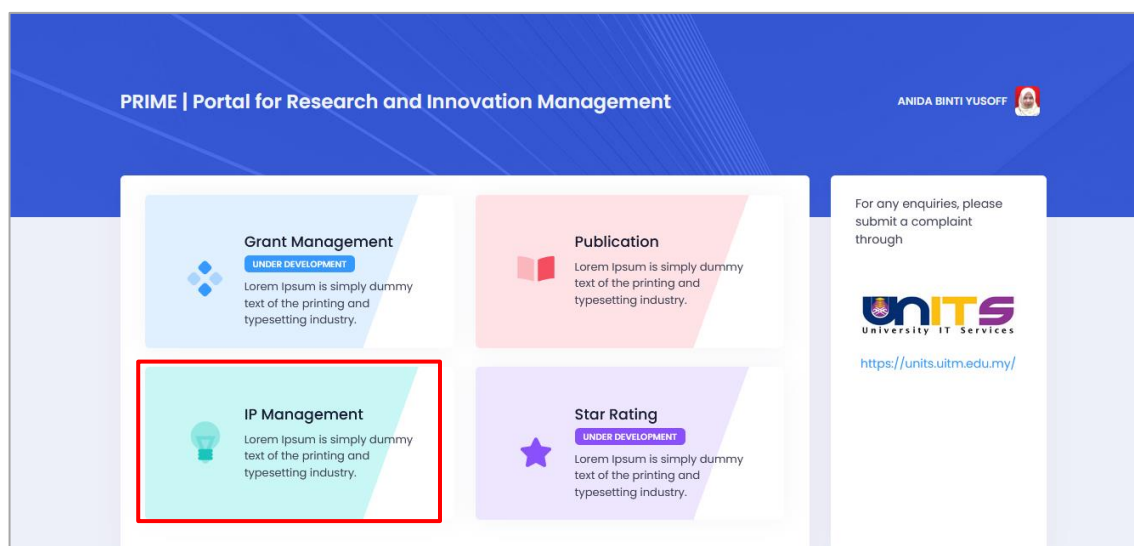 PRIME | Portal for Research and Innovation Management
ANIDA BINTI YUSOFF
Grant Management
UNDER DEVELOPMENT
Lorem Ipsum is simply dummy
text of the printing and
typesetting industry.
Publication
Lorem Ipsum is simply dummy
text of the printing and
typesetting industry.
IP Management
Lorem Ipsum is simply dummy
text of the printing and
typesetting industry.
Star Rating
UNDER DEVELOPMENT
Lorem Ipsum is simply dummy
text of the printing and
typesetting industry.
For any enquiries, please
submit a complaint
through
UNITS
University IT Services
https://units.uitm.edu.my/